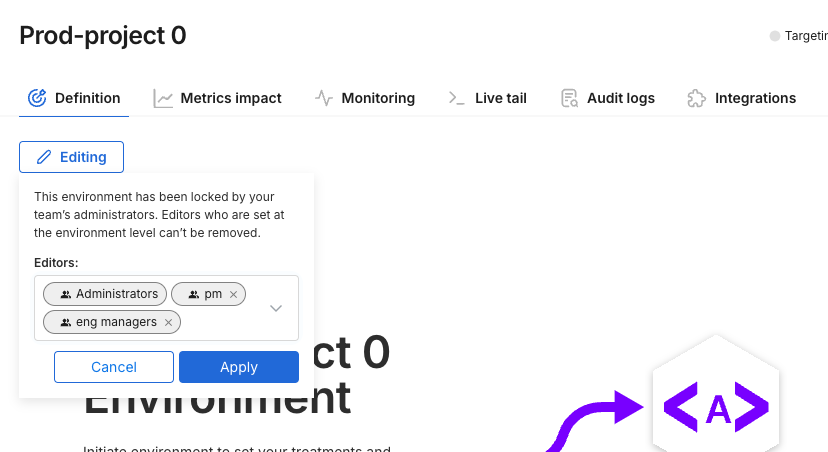 Prod-project 0
Definition
Metrics impact
Monitoring
Live tail
Audit logs
Integrations
Editing
This environment has been locked by your
team’s administrators. Editors who are set at
the environment level can’t be removed.
Editors:
Administrators
pm
eng managers
Cancel
Apply
ct 0
Environment
Initiate environment to set your treatments and
A